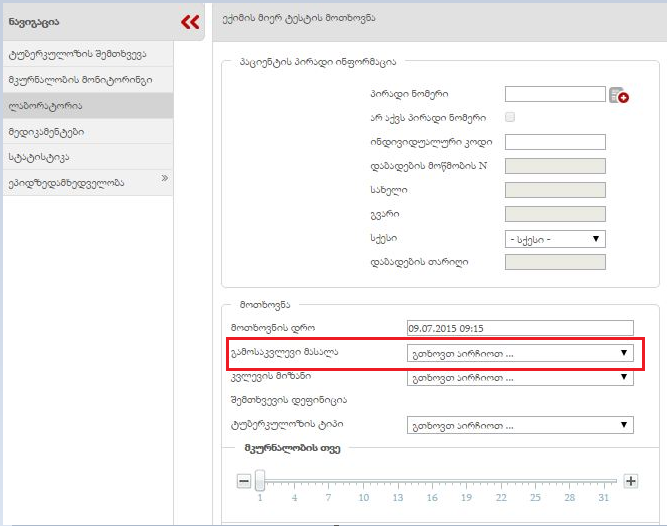 ნავიგაცია
ტუბერკულოზის შემთხვევა
მკურნალობის მონიტორინგი
ლაბორატორია
მედიკამენტები
სტატისტიკა
ეპიდზედამხედველობა »
ექიმის მიერ ტესტის მოთხოვნა
პაციენტის პირადი ინფორმაცია
პირადი ნომერი
არ აქვს პირადი ნომერი
ინდივიდუალური კოდი
დაბადების მოწმობის N
სახელი
გვარი
სქესი - სქესი -
დაბადების თარიღი
მოთხოვნა
მოთხოვნის დრო 09.07.2015 09:15
გამოსაკვლევი მასალა გთხოვთ აირჩიოთ ...
კვლევის მიზანი გთხოვთ აირჩიოთ ...
შემთხვევის დეფინიცია
ტუბერკულოზის ტიპი გთხოვთ აირჩიოთ ...
მკურნალობის თვე
1 4 7 10 13 16 19 22 25 28 31